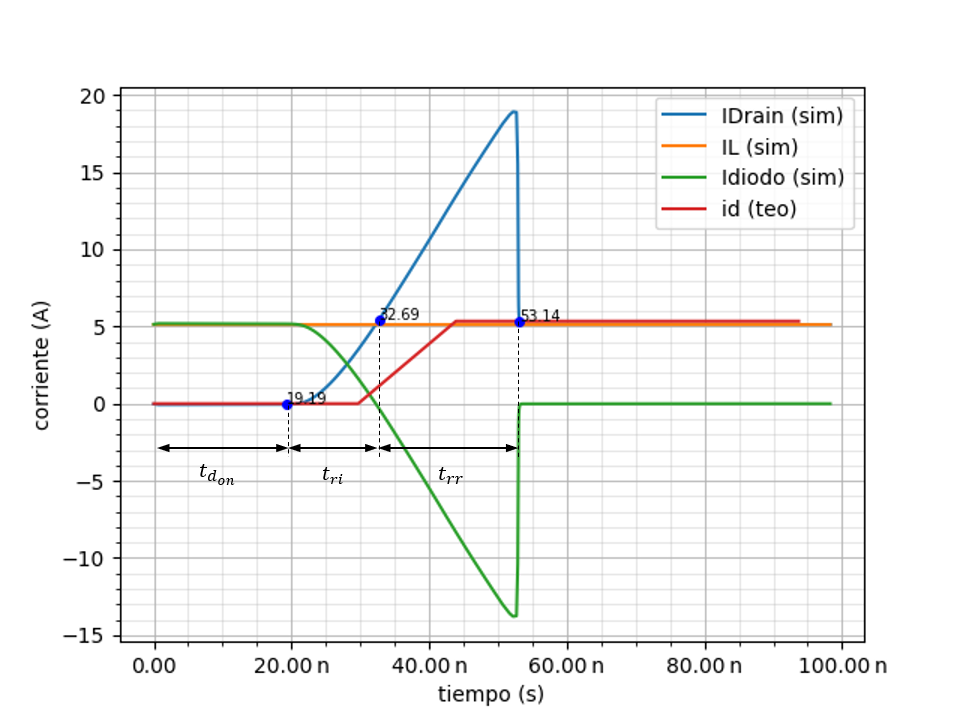 20
15
10
5
0
−5
−10
−15
corriente (A)
IDrain (sim)
IL (sim)
Idiodo (sim)
id (teo)
32.69
53.14
19.19
t_{d_{on}}
t_{ri}
t_{rr}
0.00
20.00 n
40.00 n
60.00 n
80.00 n
100.00 n
tiempo (s)